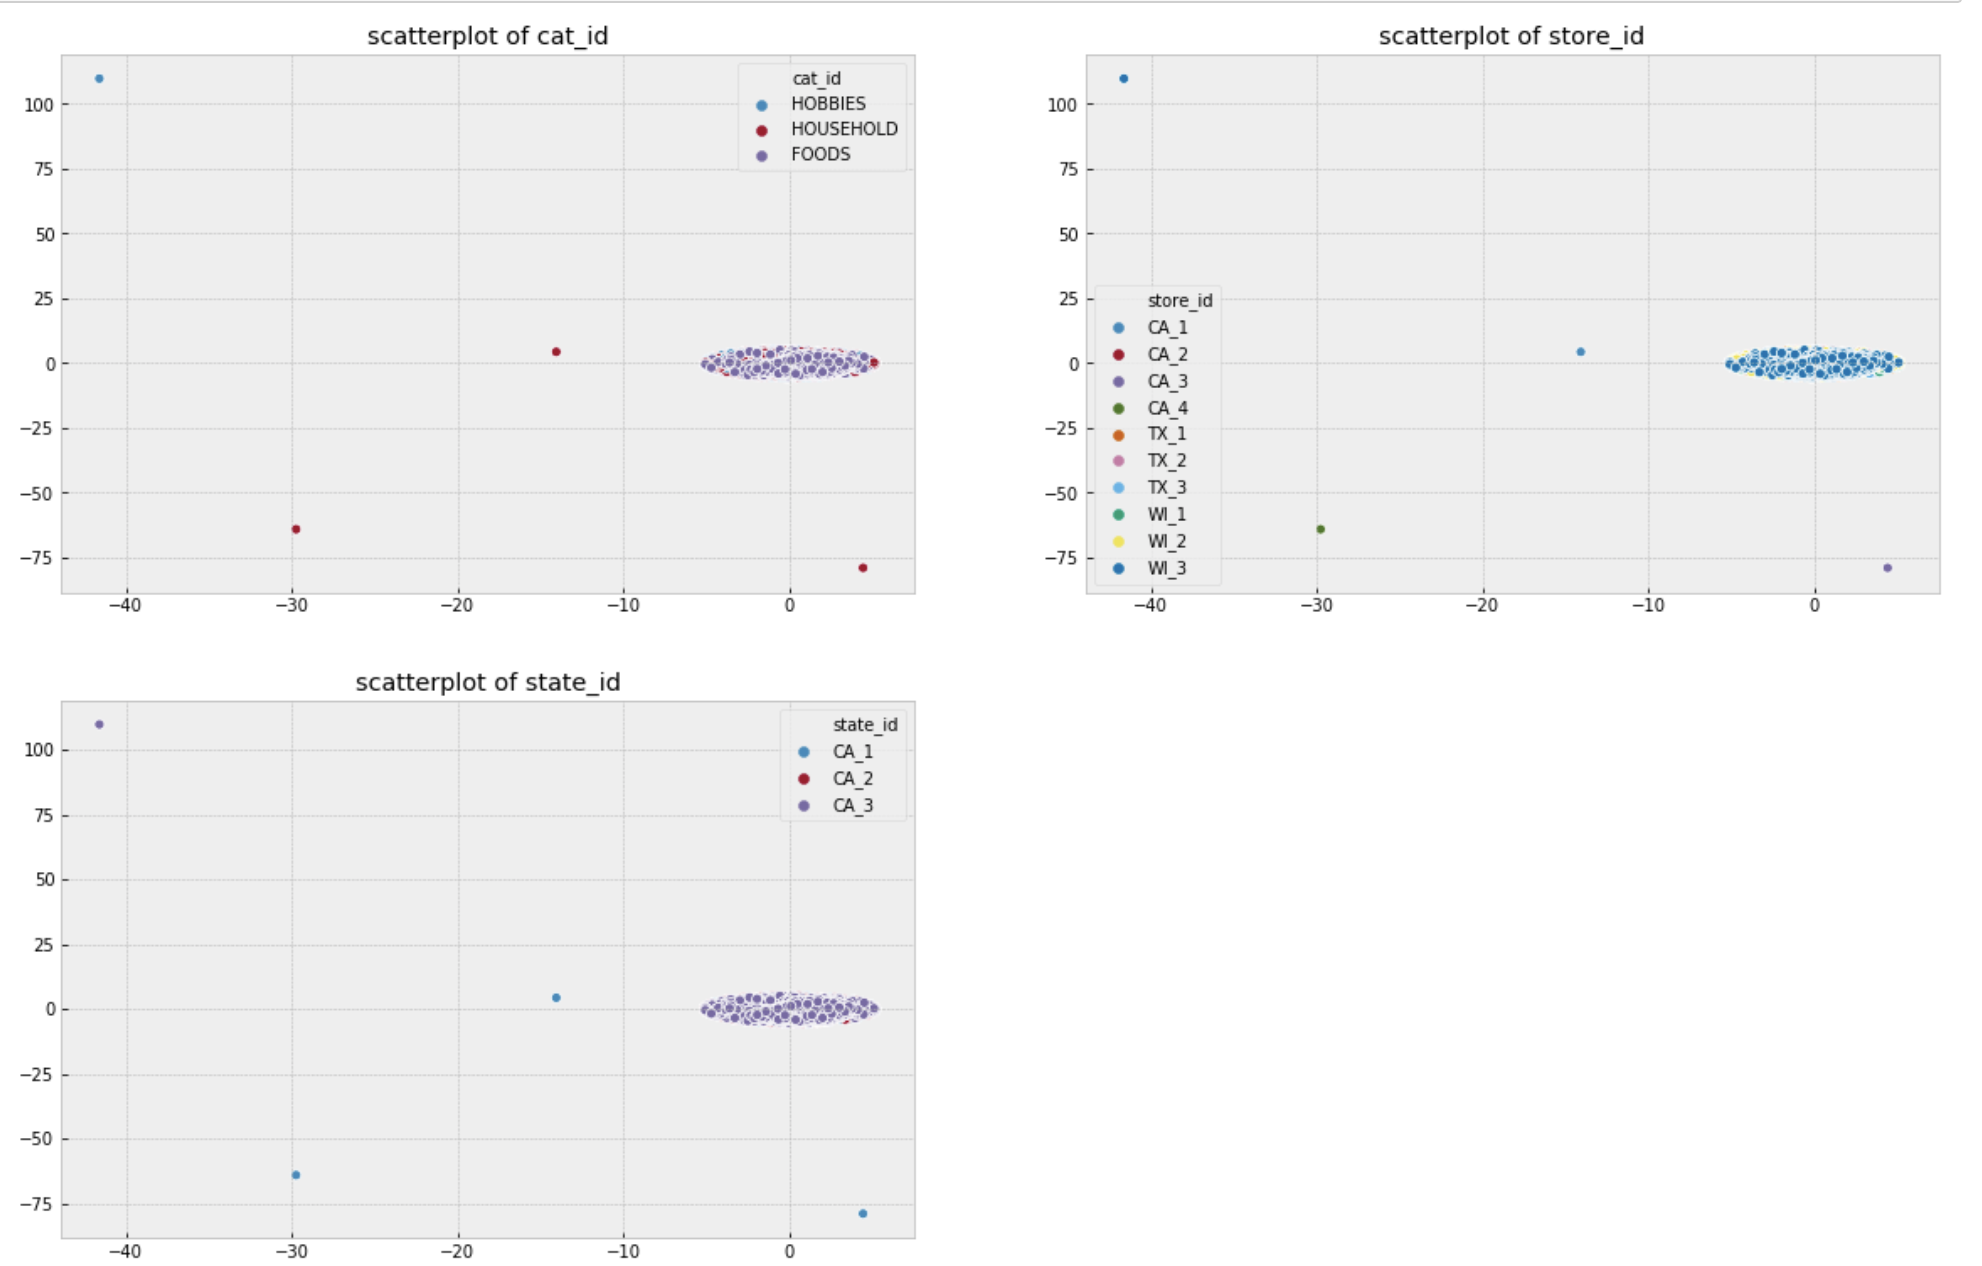 scatterplot of cat_id
cat_id
HOBBIES
HOUSEHOLD
FOODS
100
75
50
25
0
−25
−50
−75
−40 −30 −20 −10 0
scatterplot of store_id
100
75
50
25
0
−25
−50
−75
store_id
CA_1
CA_2
CA_3
CA_4
TX_1
TX_2
TX_3
WI_1
WI_2
WI_3
−40 −30 −20 −10 0
scatterplot of state_id
state_id
CA_1
CA_2
CA_3
100
75
50
25
0
−25
−50
−75
−40 −30 −20 −10 0